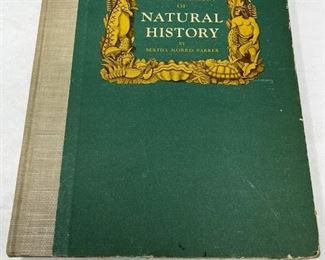 OF
NATURAL
HISTORY
BY
BERTHA MORRIS PARKER